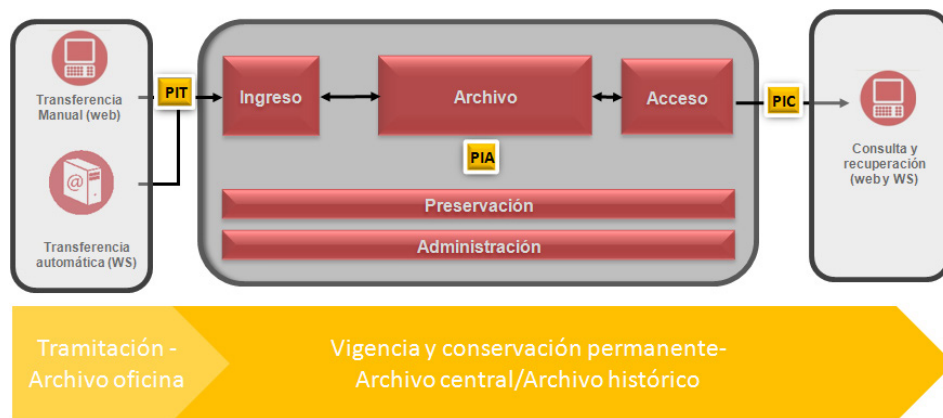 Transferencia
Manual (web)
@
Transferencia
automática (WS)
PIT
Ingreso
Archivo
Acceso
PIA
Preservación
Administración
PIC
Consulta y
recuperación
(web y WS)
Tramitación -
Archivo oficina
Vigencia y conservación permanente-
Archivo central/Archivo histórico